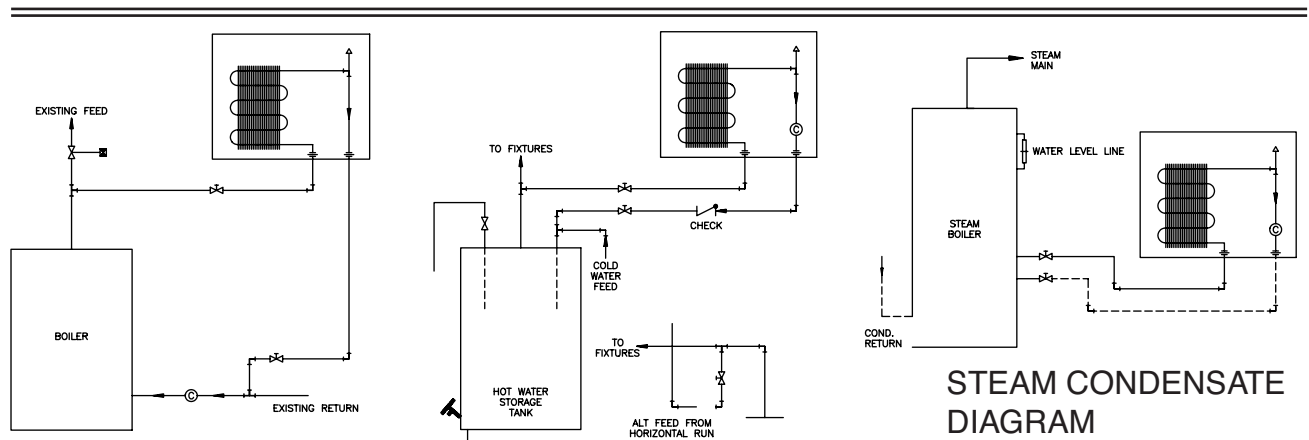 EXISTING FEED
BOILER
C
EXISTING RETURN
C
TO FIXTURES
CHECK
COLD
WATER
FEED
HOT WATER
STORAGE
TANK
TO
FIXTURES
ALT FEED FROM
HORIZONTAL RUN
STEAM
MAIN
WATER LEVEL LINE
STEAM
BOILER
C
COND.
RETURN
STEAM CONDENSATE
DIAGRAM